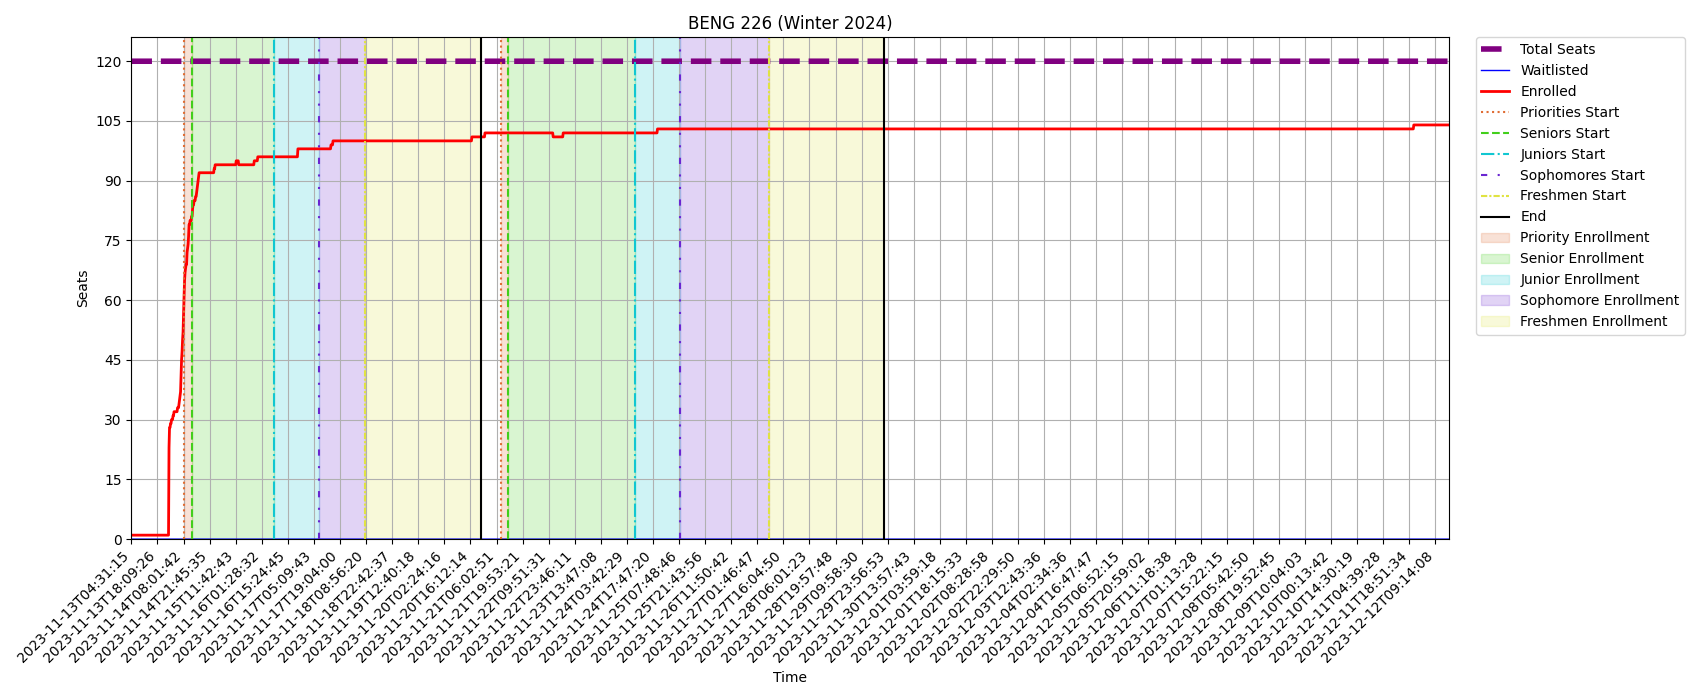 BENG 226 (Winter 2024)
Seats
120
105
90
75
60
45
30
15
0
2023-11-13T04:31:15
2023-11-13T18:09:26
2023-11-14T08:01:42
2023-11-14T21:45:35
2023-11-15T11:42:43
2023-11-16T01:28:32
2023-11-16T15:24:45
2023-11-17T05:09:43
2023-11-17T19:04:00
2023-11-18T08:56:20
2023-11-18T22:42:37
2023-11-19T12:40:18
2023-11-20T02:24:16
2023-11-20T16:12:14
2023-11-21T06:02:51
2023-11-21T19:53:21
2023-11-22T09:51:31
2023-11-22T23:46:11
2023-11-23T13:47:08
2023-11-24T03:42:29
2023-11-24T17:47:20
2023-11-25T07:48:46
2023-11-25T21:43:56
2023-11-26T11:50:42
2023-11-27T01:46:47
2023-11-27T16:04:50
2023-11-28T06:01:23
2023-11-28T19:57:48
2023-11-29T09:58:30
2023-11-29T23:56:53
2023-11-30T13:57:43
2023-12-01T03:59:18
2023-12-01T18:15:33
2023-12-02T08:28:58
2023-12-02T22:29:50
2023-12-03T12:43:36
2023-12-04T02:34:36
2023-12-04T16:47:47
2023-12-05T06:52:15
2023-12-05T20:59:02
2023-12-06T11:18:38
2023-12-07T01:13:28
2023-12-07T15:22:15
2023-12-08T05:42:50
2023-12-08T19:52:45
2023-12-09T10:04:03
2023-12-10T00:13:42
2023-12-10T14:30:19
2023-12-11T04:39:28
2023-12-11T18:51:34
2023-12-12T09:14:08
Time
Total Seats
Waitlisted
Enrolled
Priorities Start
Seniors Start
Juniors Start
Sophomores Start
Freshmen Start
End
Priority Enrollment
Senior Enrollment
Junior Enrollment
Sophomore Enrollment
Freshmen Enrollment